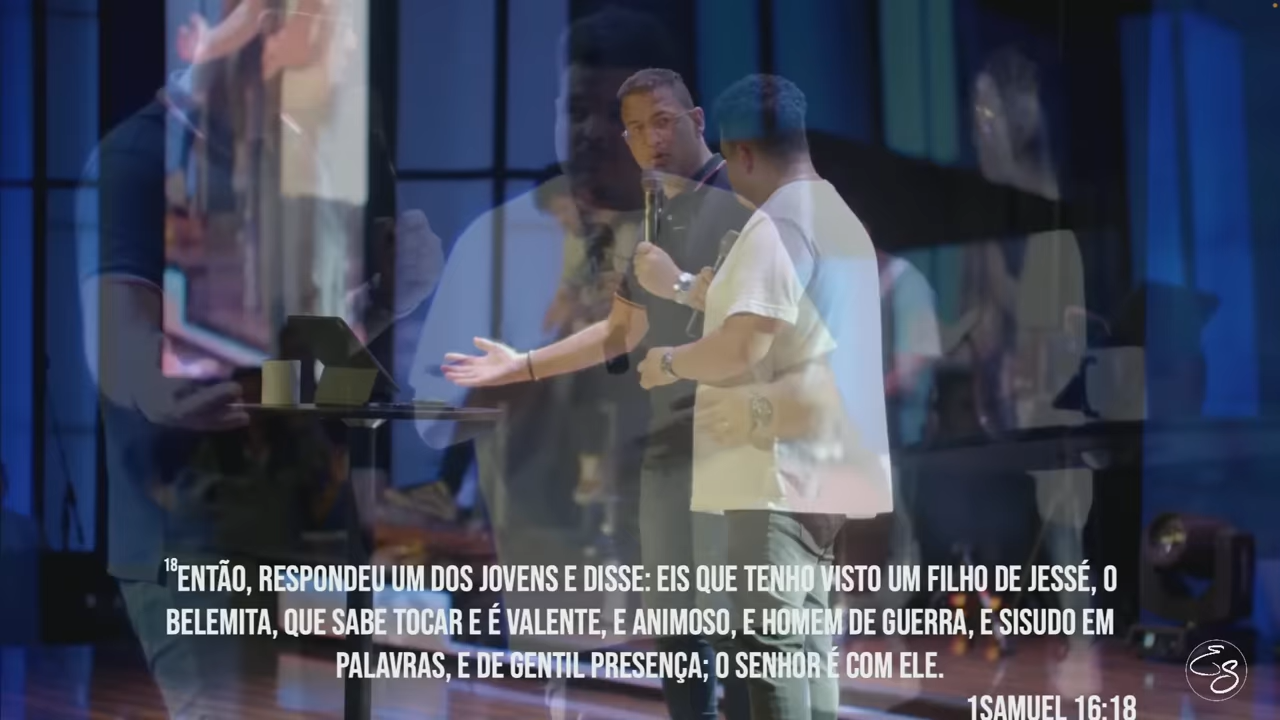 18ENTÃO, RESPONDEU UM DOS JOVENS E DISSE: EIS QUE TENHO VISTO UM FILHO DE JESSÉ, O
BELEMITA, QUE SABE TOCAR E É VALENTE, E ANIMOSO, E HOMEM DE GUERRA, E SISUDO EM
PALAVRAS, E DE GENTIL PRESENÇA; O SENHOR É COM ELE.
1SAMUEL 16:18
ES